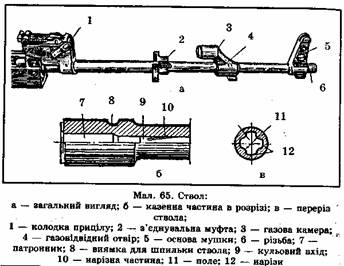 1
2
3
4
5
6
а
7
8
9
10
11
12
б
в
Мал. 65. Ствол:
а — загальний вигляд; б — казенна частина в розрізі; в — переріз
ствола;
1 — колодка прицілу; 2 — з'єднувальна муфта; 3 — газова камера;
4 — газовідвідний отвір; 5 — основа мушки; 6 — різьба; 7 —
патронник; 8 — виямка для шпильки ствола; 9 — кульовий вхід;
10 — нарізна частина; 11 — поле; 12 — нарізи